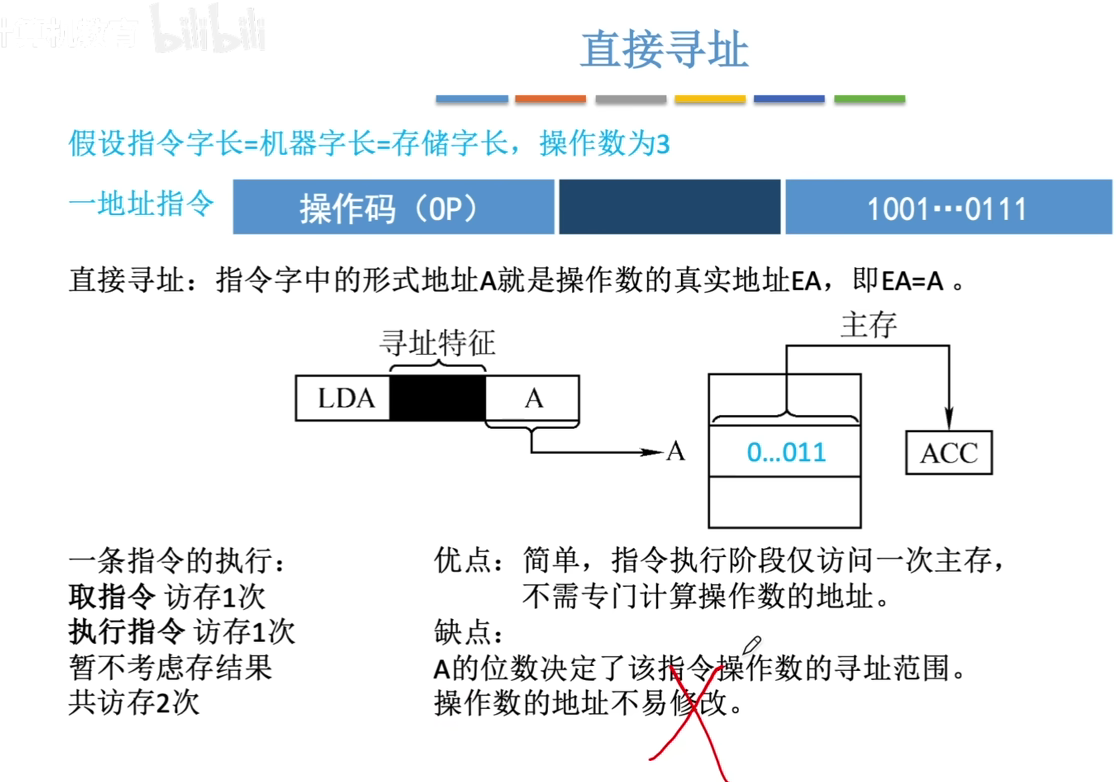 计算机教育 bilibili
直接寻址
假设指令字长=机器字长=存储字长，操作数为3
一地址指令 操作码（OP） 1001…0111
直接寻址：指令字中的形式地址A就是操作数的真实地址EA，即EA=A 。
主存
寻址特征
LDA A
A 0…011 ACC
一条指令的执行：
取指令 访存1次
执行指令 访存1次
暂不考虑存结果
共访存2次
优点：简单，指令执行阶段仅访问一次主存，
不需专门计算操作数的地址。
缺点：
A的位数决定了该指令操作数的寻址范围。
操作数的地址不易修改。